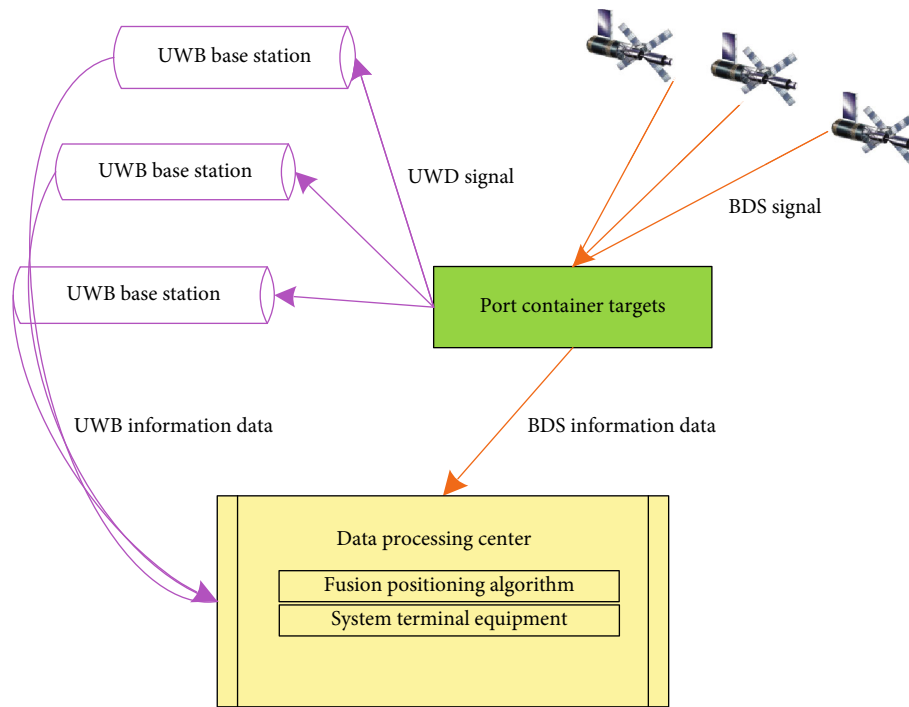 UWB base station
UWB base station
UWD signal
BDS signal
UWB base station
Port container targets
UWB information data
BDS information data
Data processing center
Fusion positioning algorithm
System terminal equipment